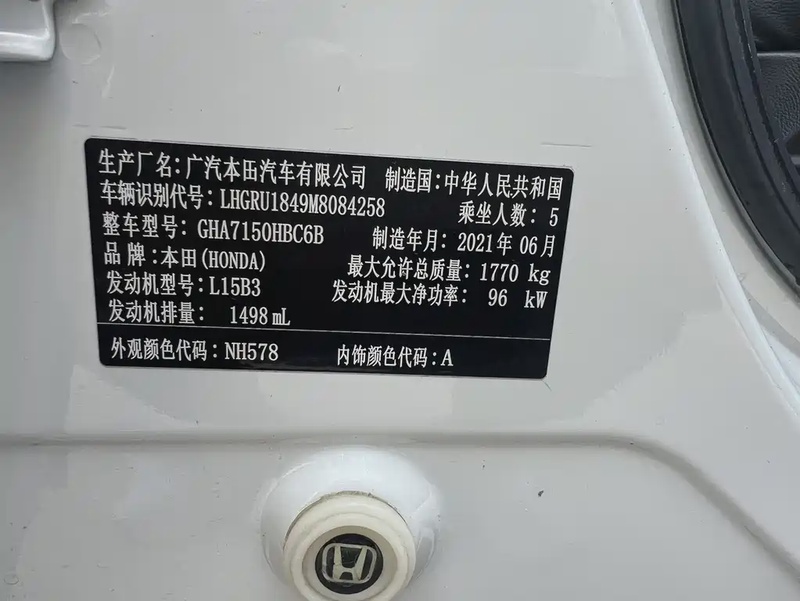 生产厂名:广汽本田汽车有限公司 制造国:中华人民共和国
车辆识别代号:LHGRU1849M8084258 乘坐人数:5
整车型号:GHA7150HBC6B 制造年月:2021年06月
品牌:本田(HONDA) 最大允许总质量:1770 kg
发动机型号:L15B3 发动机最大净功率: 96 kW
发动机排量: 1498 mL
外观颜色代码:NH578 内饰颜色代码:A